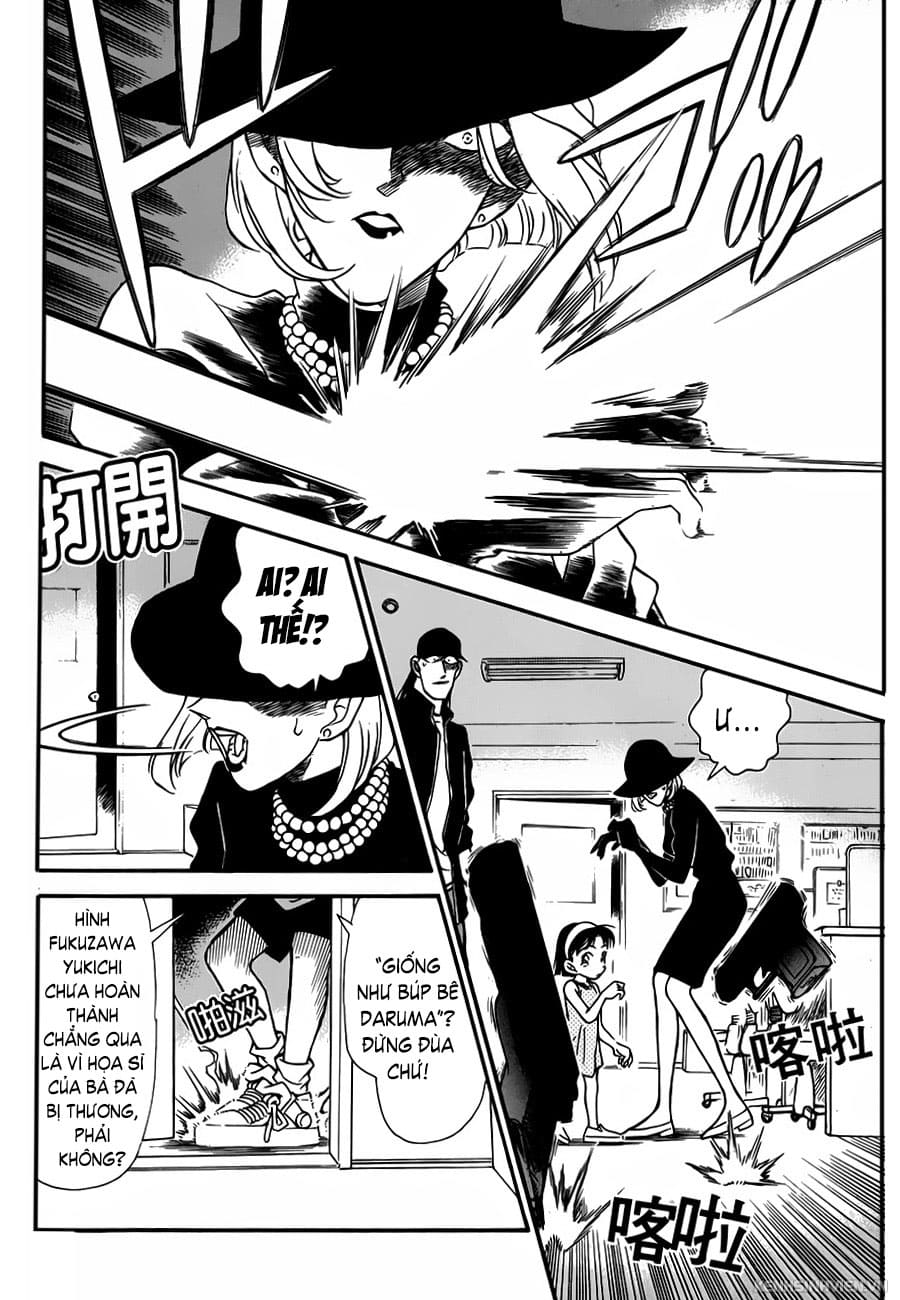 打開
AI? AI
THẾ!?
Ư...
HÌNH
FUKUZAWA
YUKICHI
CHƯA HOÀN
THÀNH
CHẲNG QUA
LÀ VÌ HỌA SĨ
CỦA BÀ ĐÃ
BỊ THƯƠNG,
PHẢI
KHÔNG?
啪滋
"GIỐNG
NHƯ BÚP BÊ
DARUMA"?
ĐỪNG ĐÙA
CHỨ!
喀啦
喀啦